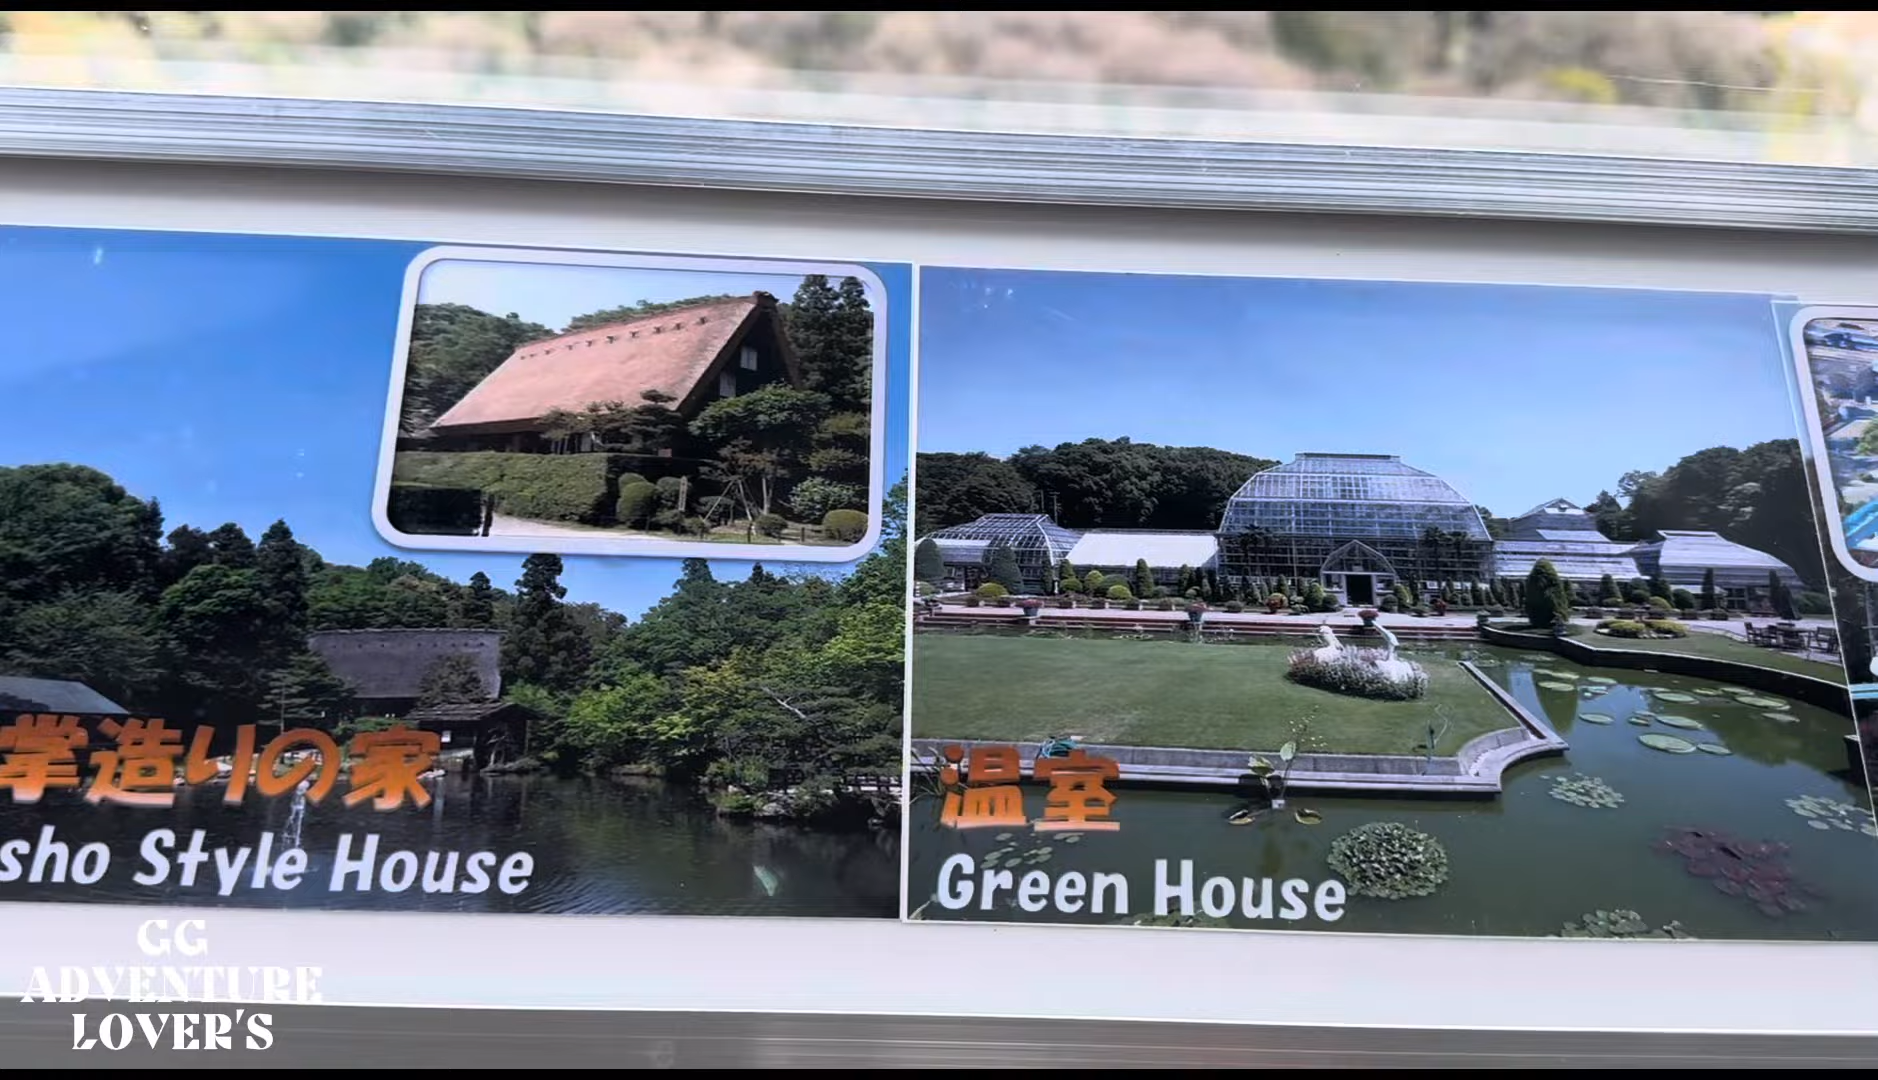 掌造りの家
sho Style House
温室
Green House
GG
ADVENTURE
LOVER'S